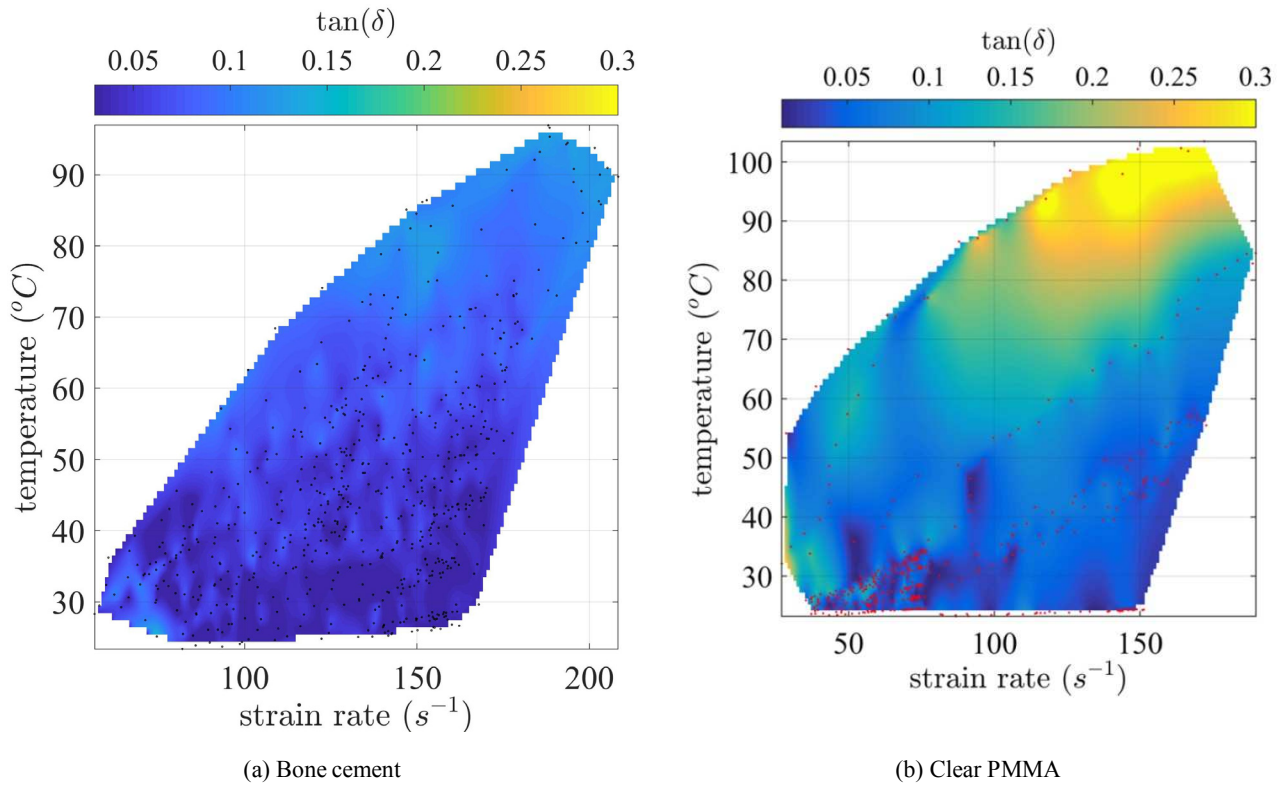 tan(δ)
0.05 0.1 0.15 0.2 0.25 0.3
90
80
70
60
50
40
30
temperature (°C)
100 150 200
strain rate (s⁻¹)
(a) Bone cement
tan(δ)
0.05 0.1 0.15 0.2 0.25 0.3
100
90
80
70
60
50
40
30
temperature (°C)
50 100 150
strain rate (s⁻¹)
(b) Clear PMMA